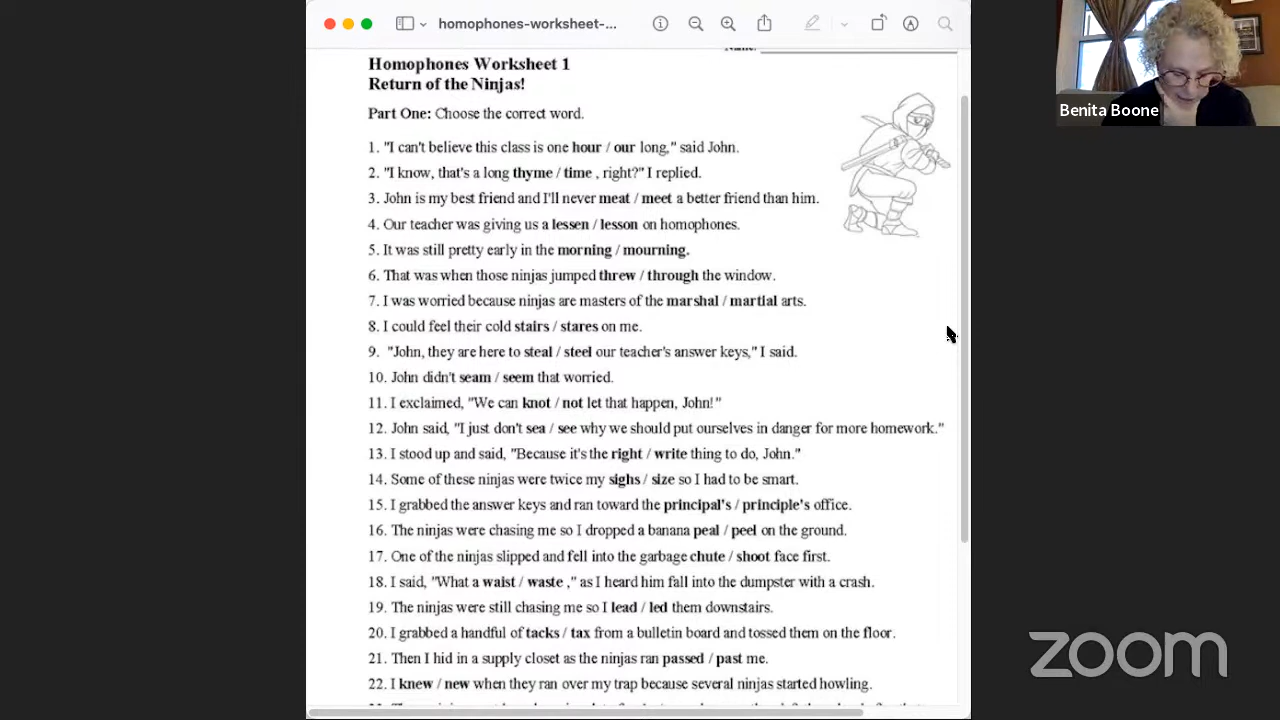 homophones-worksheet-...
Name:
Homophones Worksheet 1
Return of the Ninjas!
Part One: Choose the correct word.
1. "I can't believe this class is one hour / our long," said John.
2. "I know, that's a long thyme / time , right?" I replied.
3. John is my best friend and I'll never meat / meet a better friend than him.
4. Our teacher was giving us a lessen / lesson on homophones.
5. It was still pretty early in the morning / mourning.
6. That was when those ninjas jumped threw / through the window.
7. I was worried because ninjas are masters of the marshal / martial arts.
8. I could feel their cold stairs / stares on me.
9. "John, they are here to steal / steel our teacher's answer keys," I said.
10. John didn't seam / seem that worried.
11. I exclaimed, "We can knot / not let that happen, John!"
12. John said, "I just don't sea / see why we should put ourselves in danger for more homework."
13. I stood up and said, "Because it's the right / write thing to do, John."
14. Some of these ninjas were twice my sighs / size so I had to be smart.
15. I grabbed the answer keys and ran toward the principal's / principle's office.
16. The ninjas were chasing me so I dropped a banana peal / peel on the ground.
17. One of the ninjas slipped and fell into the garbage chute / shoot face first.
18. I said, "What a waist / waste ," as I heard him fall into the dumpster with a crash.
19. The ninjas were still chasing me so I lead / led them downstairs.
20. I grabbed a handful of tacks / tax from a bulletin board and tossed them on the floor.
21. Then I hid in a supply closet as the ninjas ran passed / past me.
22. I knew / new when they ran over my trap because several ninjas started howling.
Benita Boone
zoom